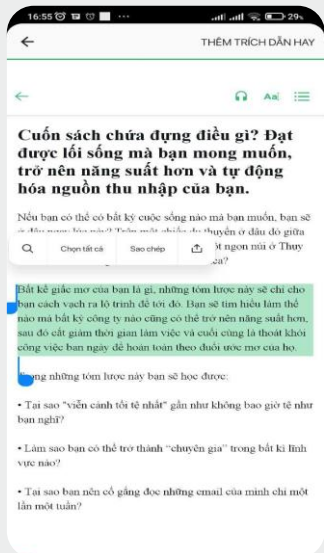 16:55
29%
THÊM TRÍCH DẪN HAY
Aa
Cuốn sách chứa đựng điều gì? Đạt
được lối sống mà bạn mong muốn,
trở nên năng suất hơn và tự động
hóa nguồn thu nhập của bạn.
Nếu bạn có thể có bất kỳ cuộc sống nào mà bạn muốn, bạn sẽ
thuyền ở đâu đó giữa
Chọn tất cả
Sao chép
ột ngọn núi ở Thụy
Bất kể giấc mơ của bạn là gì, những tóm lược này sẽ chỉ cho
bạn cách vạch ra lộ trình để tới đó. Bạn sẽ tìm hiểu làm thế
nào mà bất kỳ công ty nào cũng có thể trở nên năng suất hơn,
sau đó cắt giảm thời gian làm việc và cuối cùng là thoát khỏi
công việc ban ngày để hoàn toàn theo đuổi ước mơ của họ.
Trong những tóm lược này bạn sẽ học được:
• Tại sao "viễn cảnh tồi tệ nhất" gần như không bao giờ tệ như
bạn nghĩ?
• Làm sao bạn có thể trở thành "chuyên gia" trong bất kì lĩnh
vực nào?
• Tại sao bạn nên cố gắng đọc những email của mình chỉ một
lần một tuần?